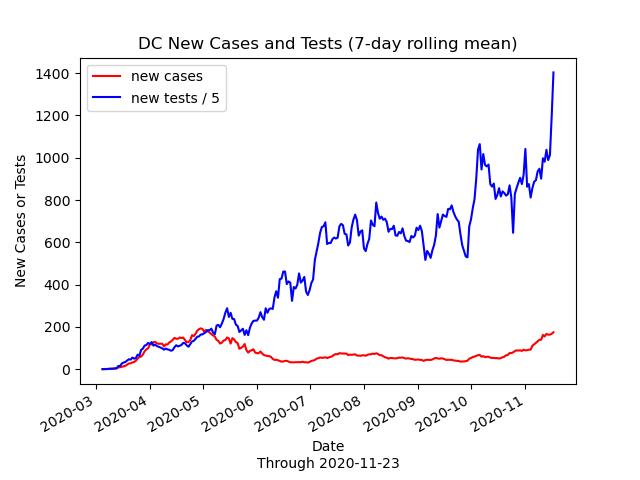 DC New Cases and Tests (7-day rolling mean)
new cases
new tests / 5
New Cases or Tests
1400
1200
1000
800
600
400
200
0
2020-03
2020-04
2020-05
2020-06
2020-07
2020-08
2020-09
2020-10
2020-11
Date
Through 2020-11-23